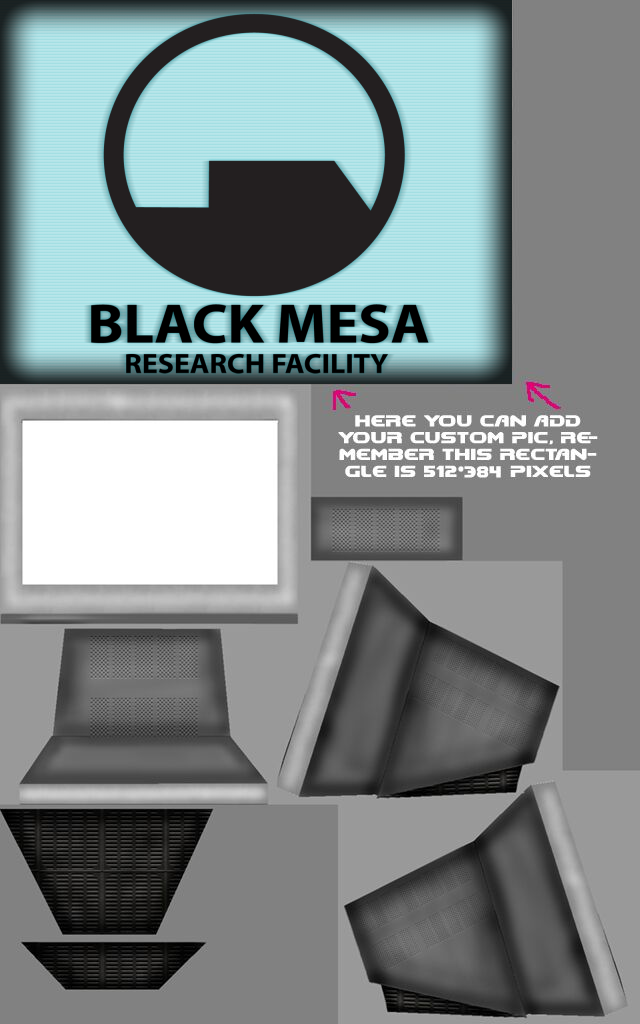 BLACK MESA
RESEARCH FACILITY
HERE YOU CAN ADD
YOUR CUSTOM PIC, RE-
MEMBER THIS RECTAN-
GLE IS 512*384 PIXELS